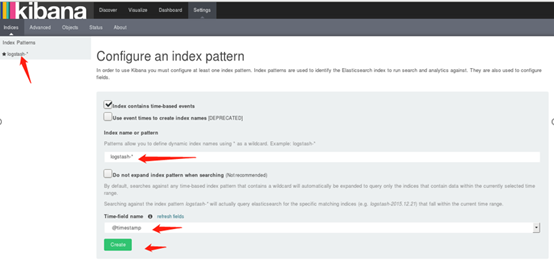 kibana
Discover Visualize Dashboard Settings
Indices Advanced Objects Status About
Index Patterns
logstash-*
Configure an index pattern
In order to use Kibana you must configure at least one index pattern. Index patterns are used to identify the Elasticsearch index to run search and analytics against. They are also used to configure
fields.
Index contains time-based events
Use event times to create index names [DEPRECATED]
Index name or pattern
Patterns allow you to define dynamic index names using * as a wildcard. Example: logstash-*
logstash-*
Do not expand index pattern when searching (Not recommended)
By default, searches against any time-based index pattern that contains a wildcard will automatically be expanded to query only the indices that contain data within the currently selected time
range.
Searching against the index pattern logstash-* will actually query elasticsearch for the specific matching indices (e.g. logstash-2015.12.21) that fall within the current time range.
Time-field name refresh fields
@timestamp
Create